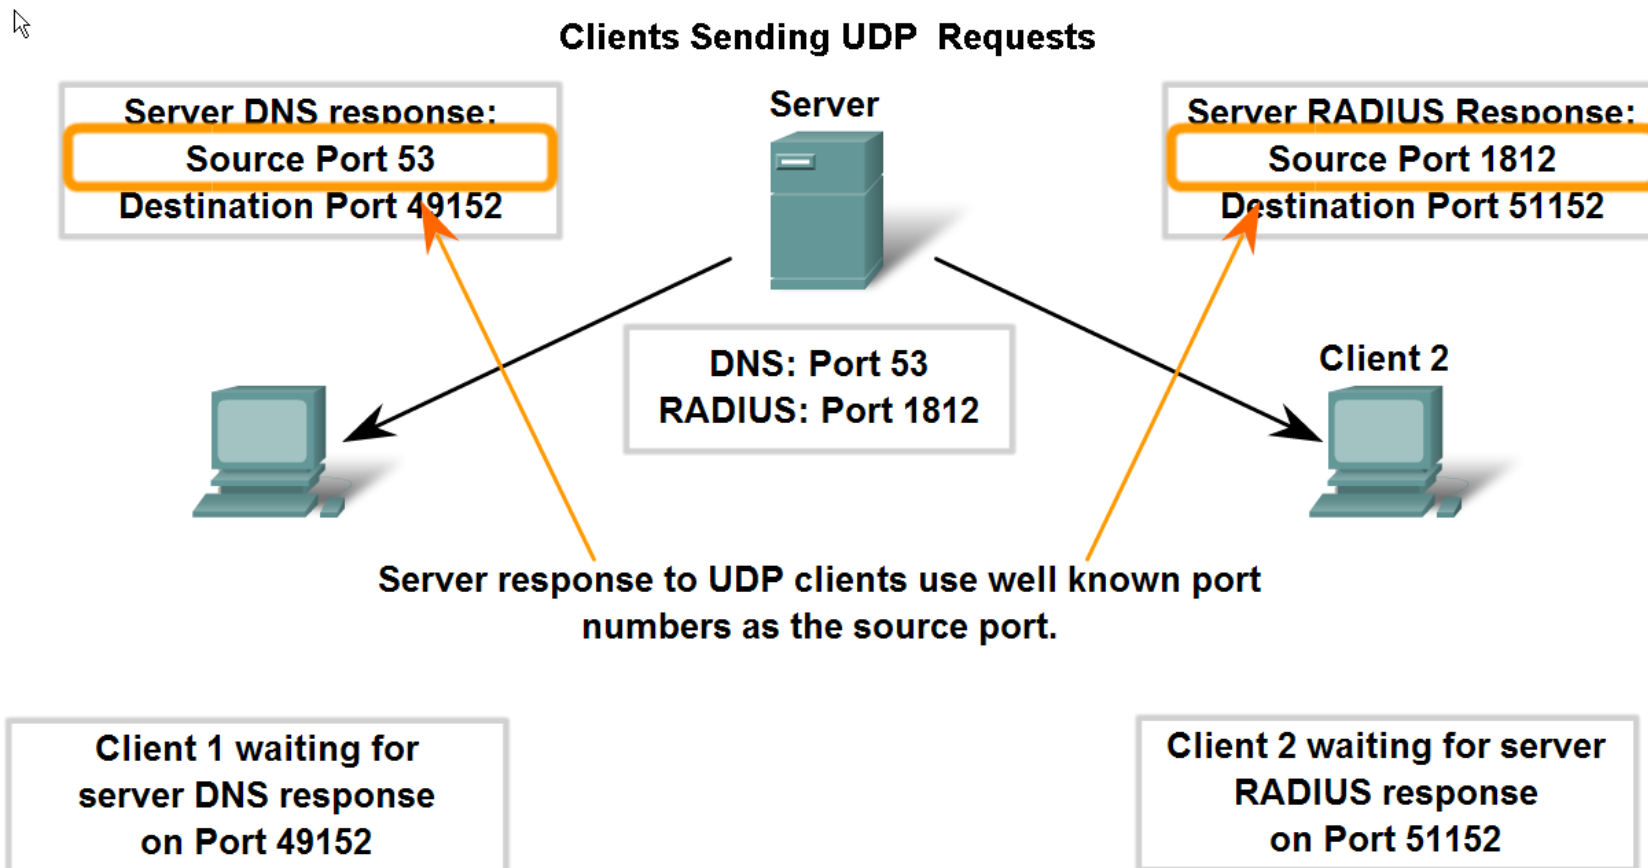 Clients Sending UDP Requests
Server DNS response:
Source Port 53
Destination Port 49152
Server
Server RADIUS Response:
Source Port 1812
Destination Port 51152
DNS: Port 53
RADIUS: Port 1812
Client 2
Server response to UDP clients use well known port
numbers as the source port.
Client 1 waiting for
server DNS response
on Port 49152
Client 2 waiting for server
RADIUS response
on Port 51152